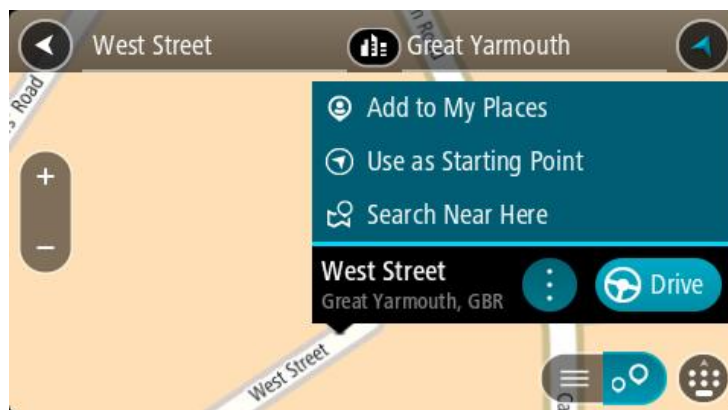 West Street
Great Yarmouth
Road
Add to My Places
Use as Starting Point
Search Near Here
West Street
Great Yarmouth, GBR
Drive
West Street
Ca